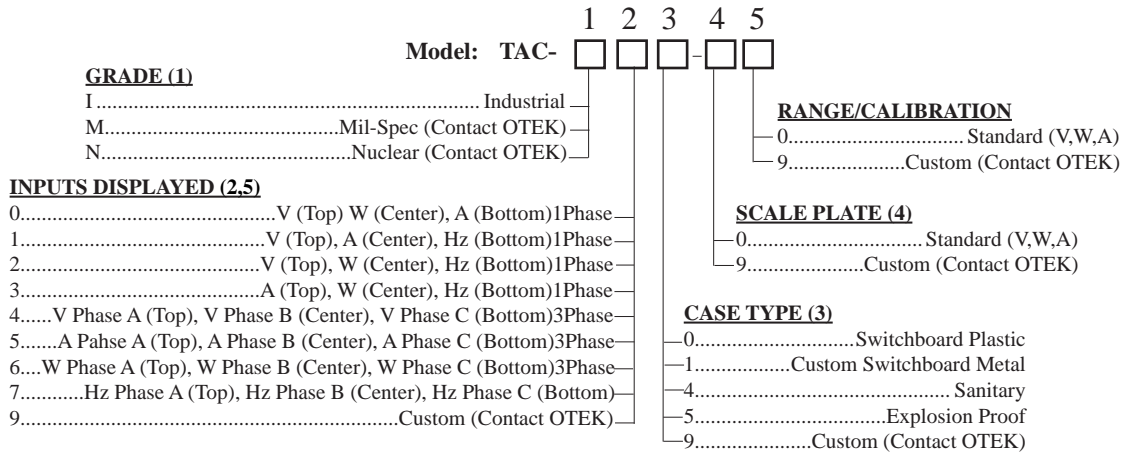 1 2 3 4 5
Model: TAC- -
GRADE (1)
I ................................................................... Industrial
M.........................................Mil-Spec (Contact OTEK)
N...........................................Nuclear (Contact OTEK)
INPUTS DISPLAYED (2,5)
0..............................................V (Top) W (Center), A (Bottom)1Phase
1............................................V (Top), A (Center), Hz (Bottom)1Phase
2...........................................V (Top), W (Center), Hz (Bottom)1Phase
3...........................................A (Top), W (Center), Hz (Bottom)1Phase
4......V Phase A (Top), V Phase B (Center), V Phase C (Bottom)3Phase
5.......A Pahse A (Top), A Phase B (Center), A Phase C (Bottom)3Phase
6....W Phase A (Top), W Phase B (Center), W Phase C (Bottom)3Phase
7............Hz Phase A (Top), Hz Phase B (Center), Hz Phase C (Bottom)
9..................................................................Custom (Contact OTEK)
RANGE/CALIBRATION
0............................... Standard (V,W,A)
9.....................Custom (Contact OTEK)
SCALE PLATE (4)
0............................... Standard (V,W,A)
9.....................Custom (Contact OTEK)
CASE TYPE (3)
0.............................Switchboard Plastic
1.................Custom Switchboard Metal
4.............................................. Sanitary
5..................................Explosion Proof
9.....................Custom (Contact OTEK)